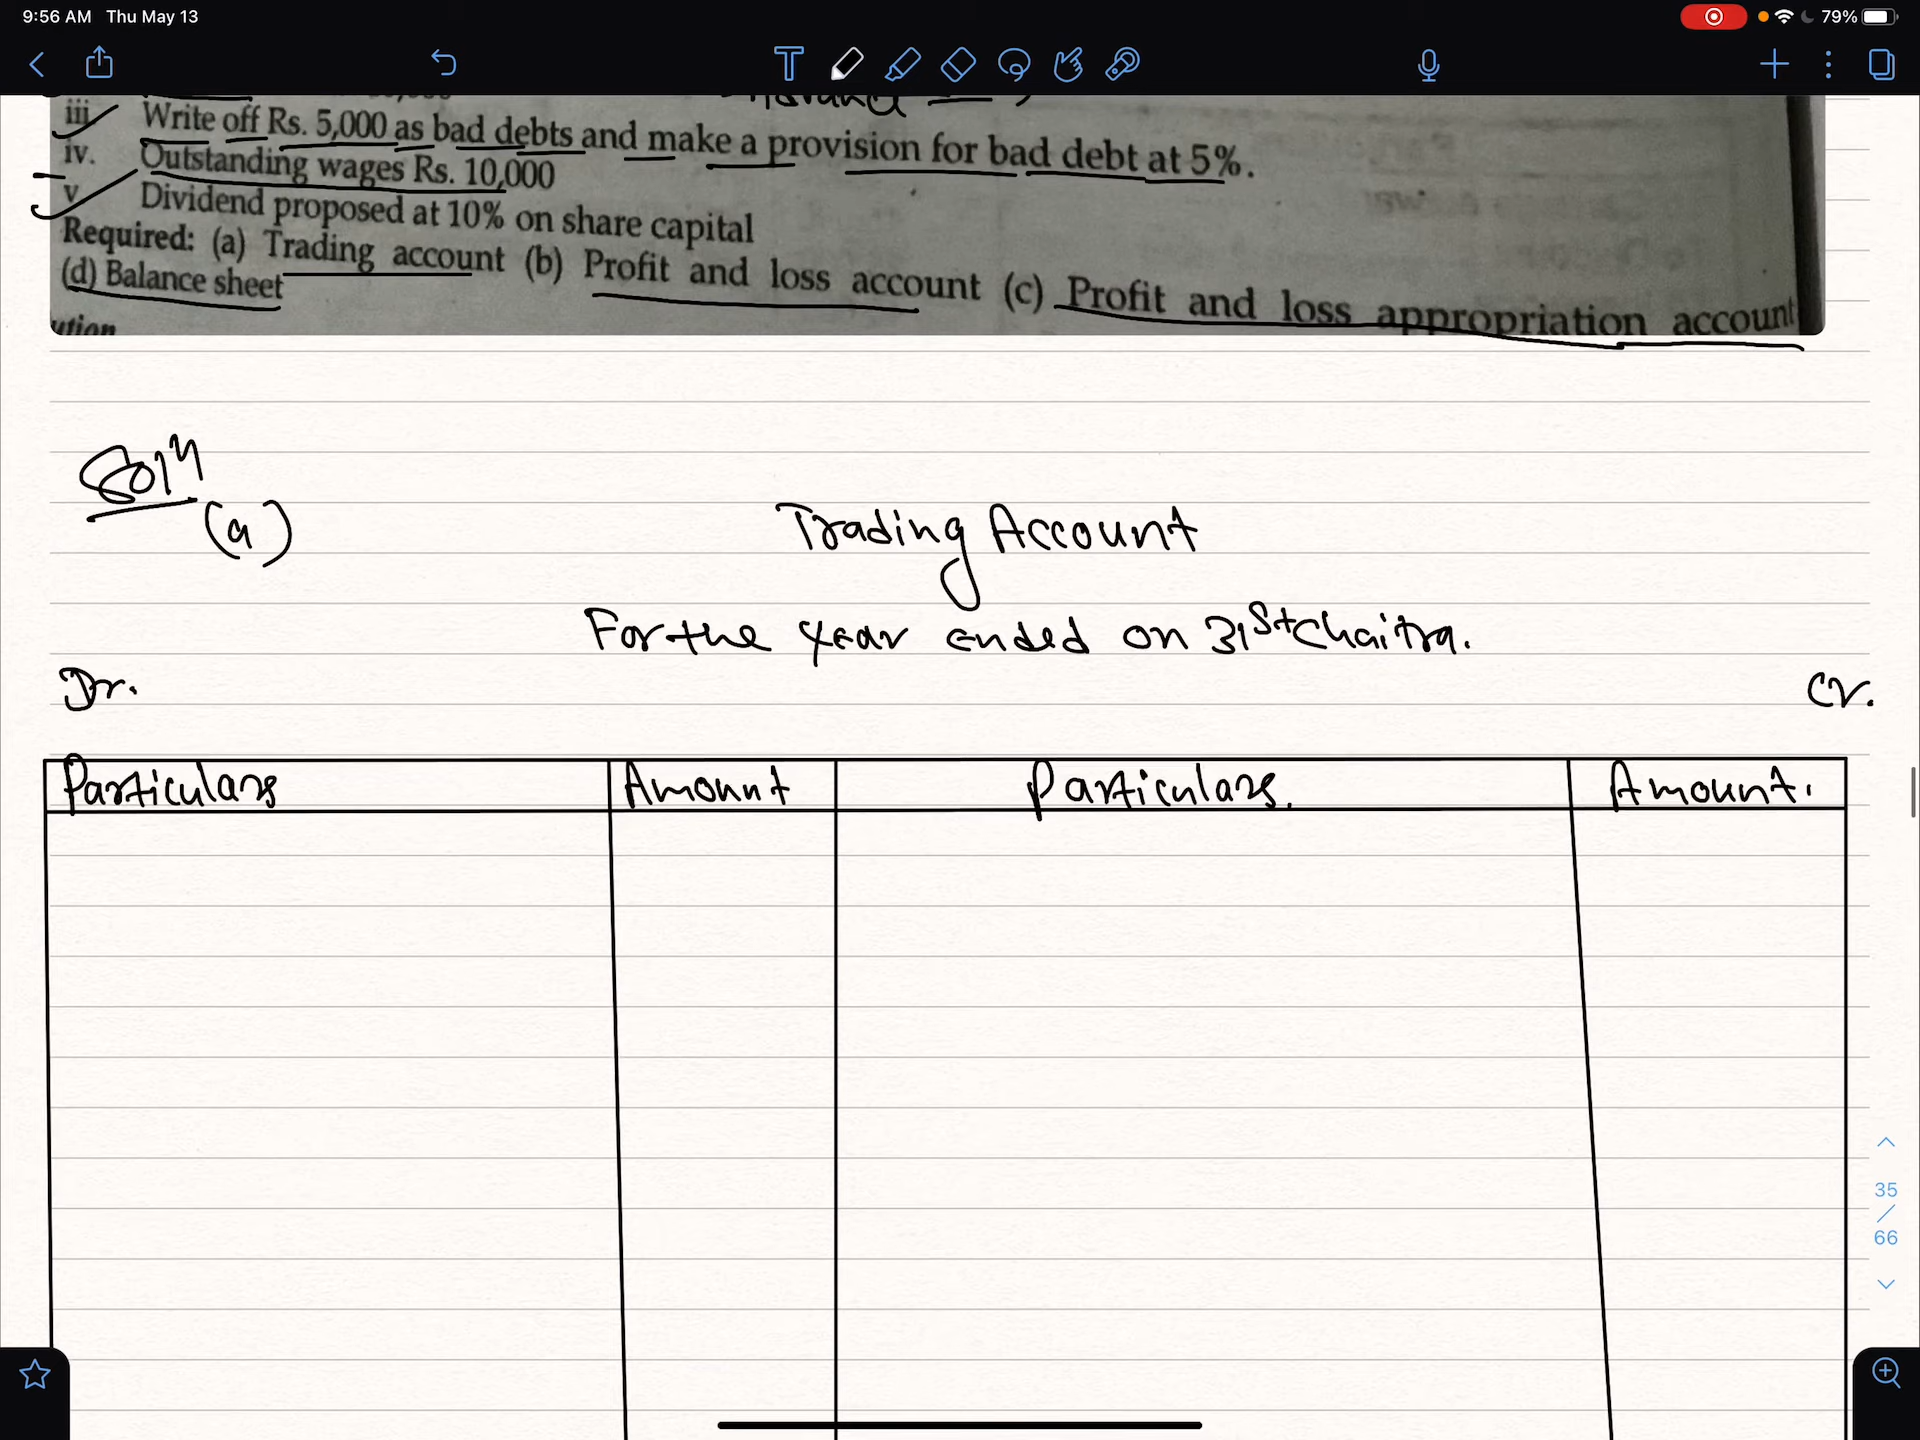 9:56 AM Thu May 13
79%
iii Write off Rs. 5,000 as bad debts and make a provision for bad debt at 5%.
iv. Outstanding wages Rs. 10,000
v Dividend proposed at 10% on share capital
Required: (a) Trading account (b) Profit and loss account (c) Profit and loss appropriation account
(d) Balance sheet
ution
Soln
(a)
Trading Account
For the year ended on 31st Chaitra.
Dr. Cr.
Particulars Amount Particulars. Amount.
35
/
66